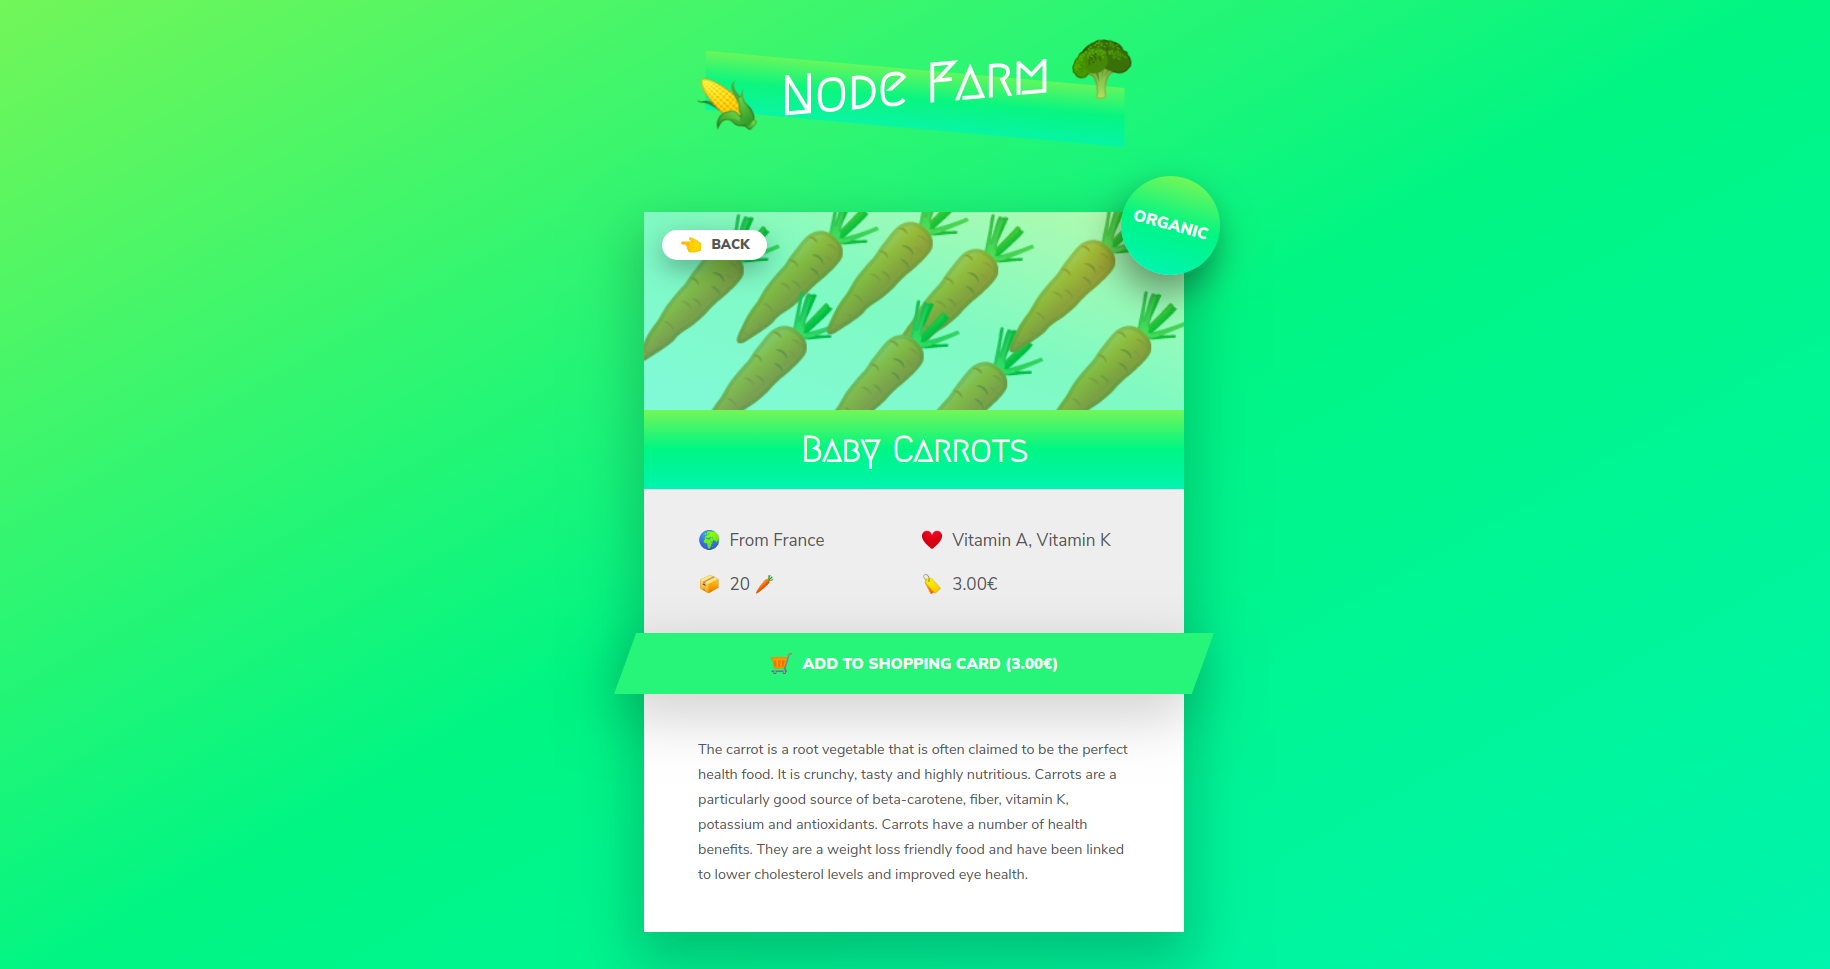 Node Farm
ORGANIC
BACK
Baby Carrots
From France
Vitamin A, Vitamin K
20
3.00€
ADD TO SHOPPING CARD (3.00€)
The carrot is a root vegetable that is often claimed to be the perfect
health food. It is crunchy, tasty and highly nutritious. Carrots are a
particularly good source of beta-carotene, fiber, vitamin K,
potassium and antioxidants. Carrots have a number of health
benefits. They are a weight loss friendly food and have been linked
to lower cholesterol levels and improved eye health.